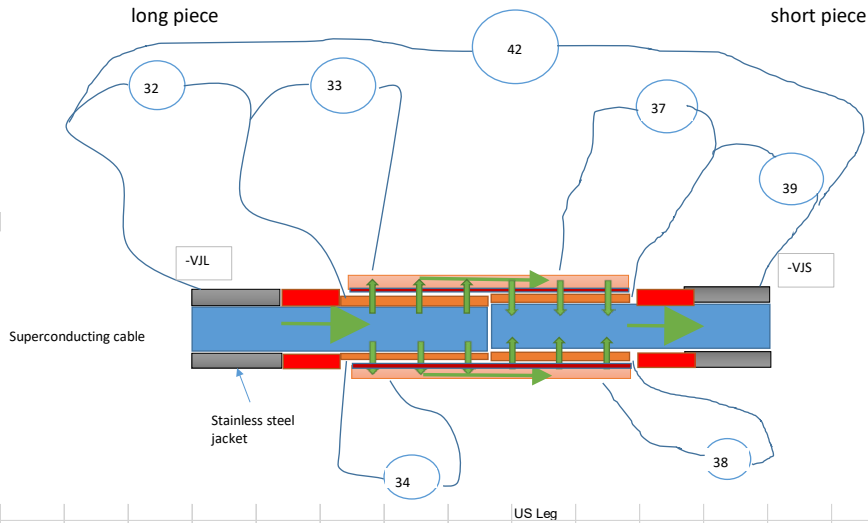 long piece
short piece
42
32
33
37
39
-VJL
-VJS
Superconducting cable
Stainless steel
jacket
34
38
US Leg